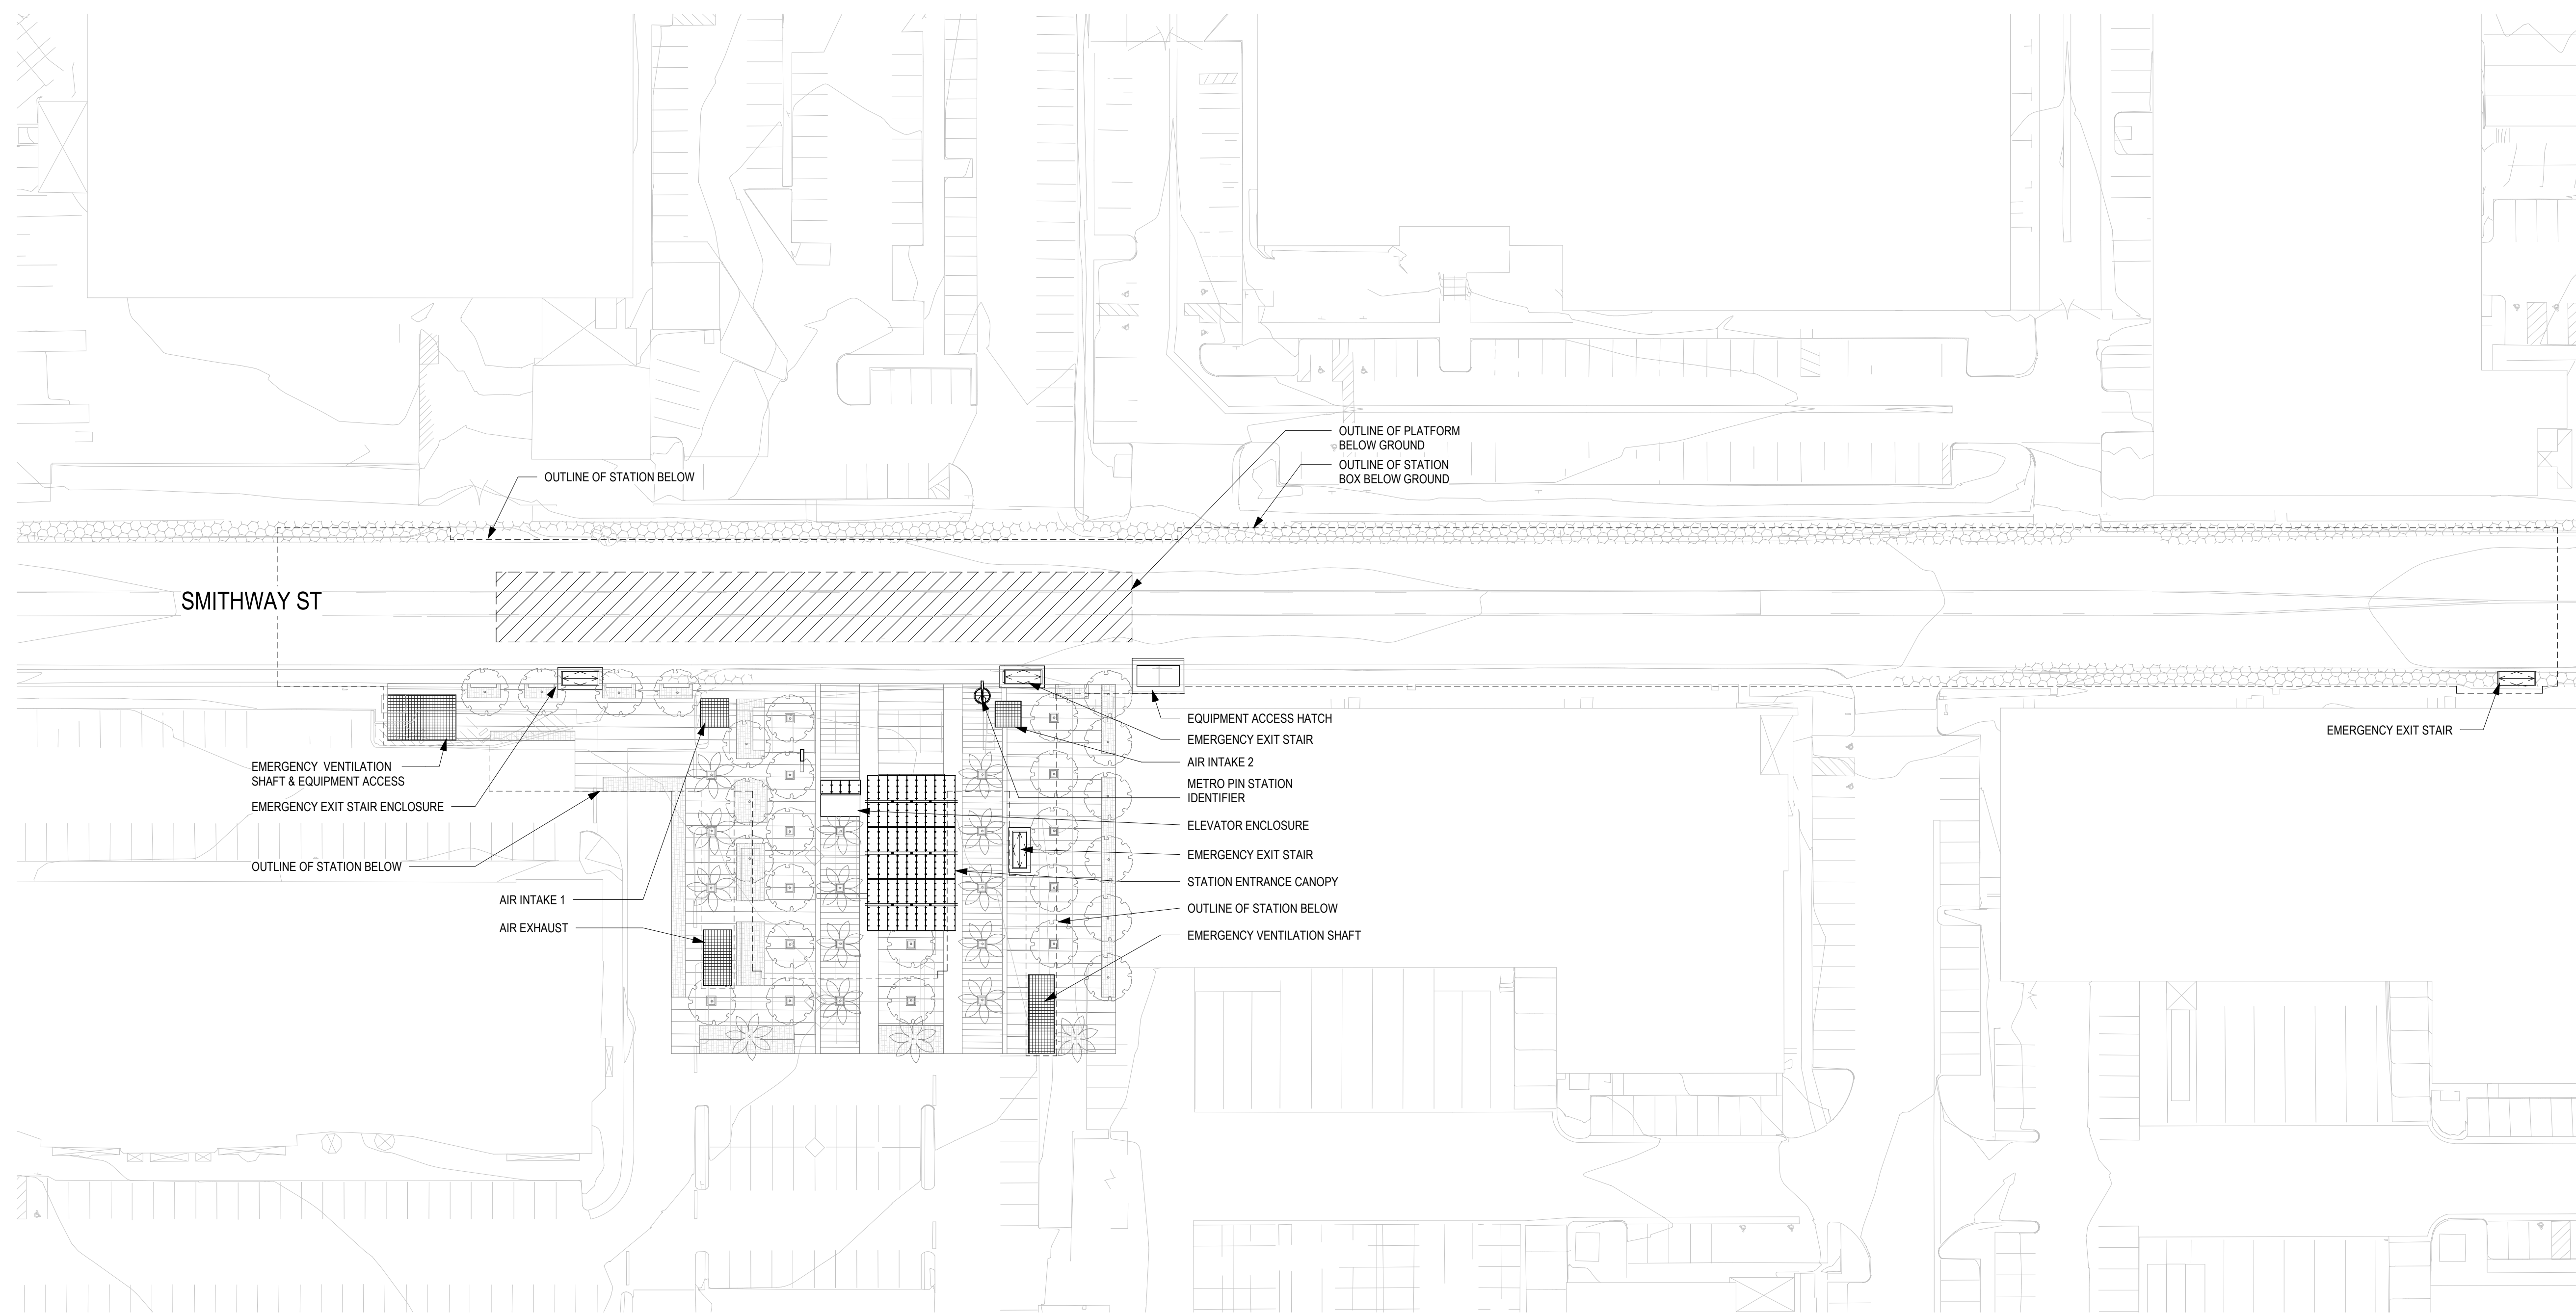 OUTLINE OF PLATFORM
BELOW GROUND
OUTLINE OF STATION
BOX BELOW GROUND
OUTLINE OF STATION BELOW
SMITHWAY ST
EMERGENCY VENTILATION
SHAFT & EQUIPMENT ACCESS
EMERGENCY EXIT STAIR ENCLOSURE
OUTLINE OF STATION BELOW
AIR INTAKE 1
AIR EXHAUST
EQUIPMENT ACCESS HATCH
EMERGENCY EXIT STAIR
AIR INTAKE 2
METRO PIN STATION
IDENTIFIER
ELEVATOR ENCLOSURE
EMERGENCY EXIT STAIR
STATION ENTRANCE CANOPY
OUTLINE OF STATION BELOW
EMERGENCY VENTILATION SHAFT
EMERGENCY EXIT STAIR